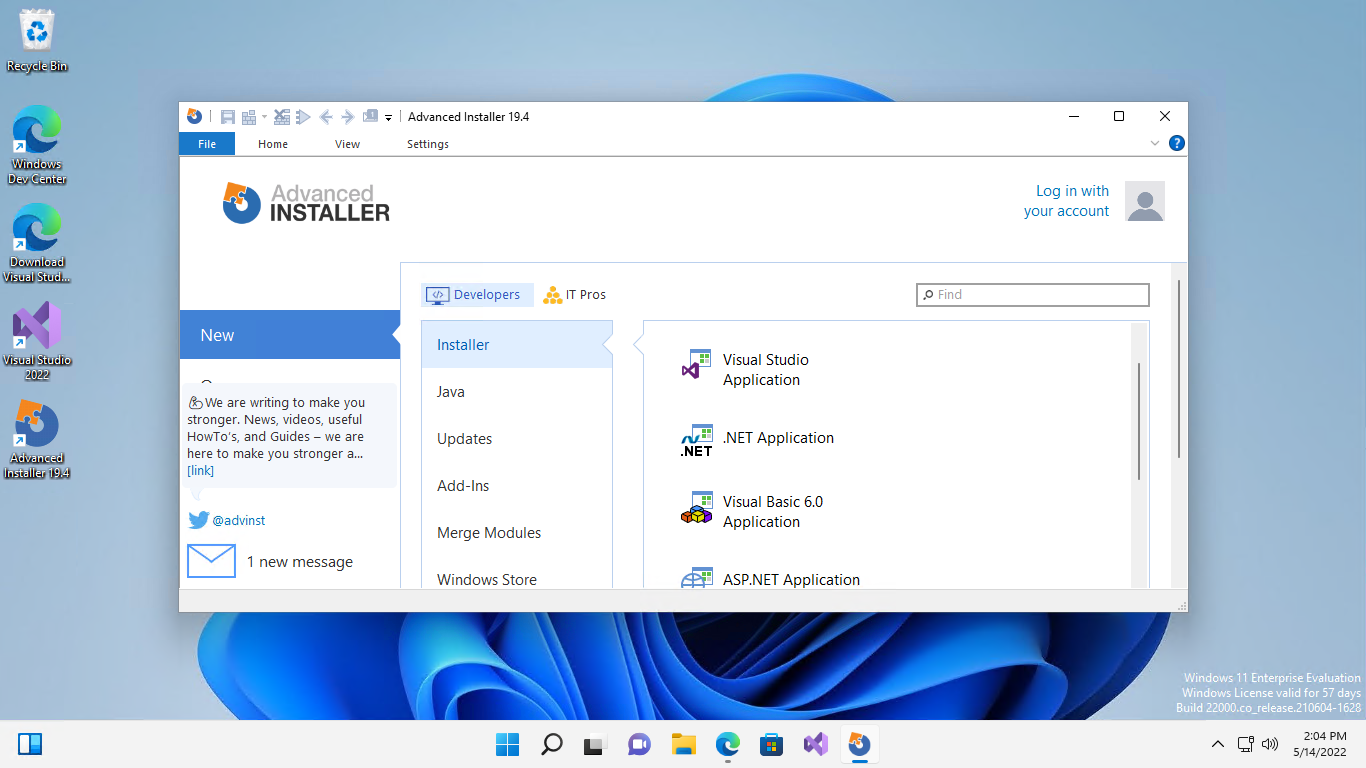 Recycle Bin
Windows
Dev Center
Download
Visual Stud...
Visual Studio
2022
Advanced
Installer 19.4
Advanced Installer 19.4
File
Home
View
Settings
?
Advanced
INSTALLER
Log in with
your account
Developers
IT Pros
Find
New
We are writing to make you
stronger. News, videos, useful
HowTo's, and Guides – we are
here to make you stronger a...
[link]
@advinst
1 new message
Installer
Java
Updates
Add-Ins
Merge Modules
Windows Store
Visual Studio
Application
.NET
.NET Application
Visual Basic 6.0
Application
ASP.NET Application
Windows 11 Enterprise Evaluation
Windows License valid for 57 days
Build 22000.co_release.210604-1628
2:04 PM
5/14/2022